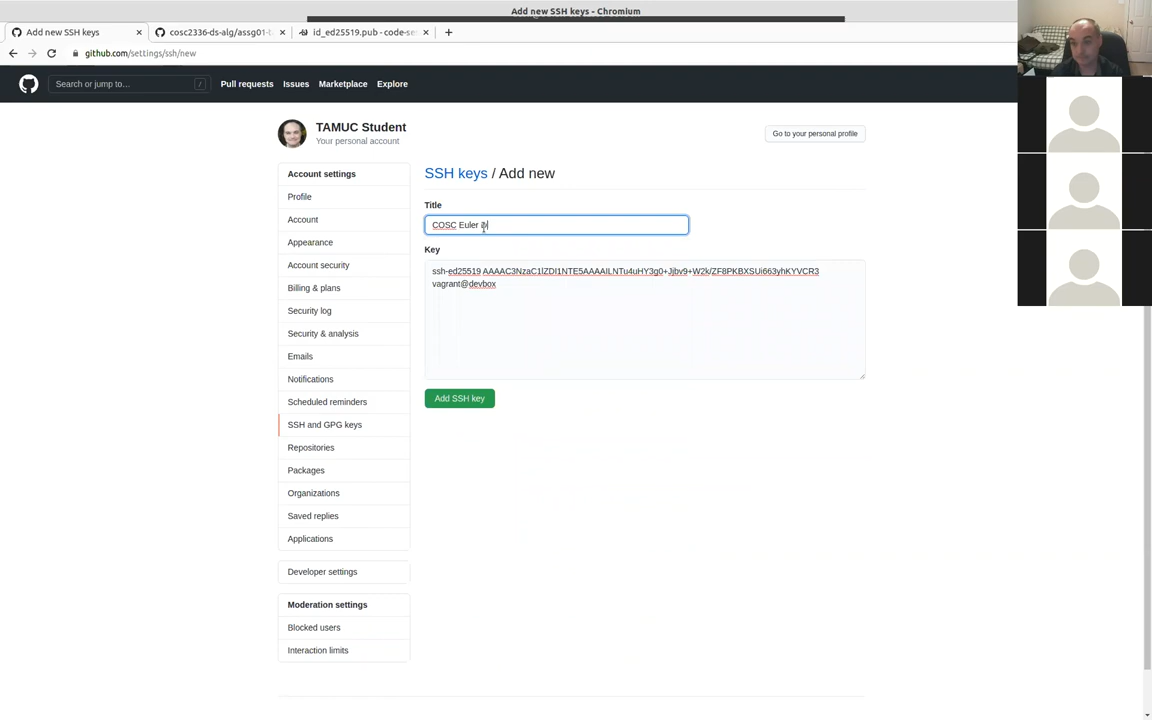 Add new SSH keys - Chromium
Add new SSH keys
cosc2336-ds-alg/assg01-t
id_ed25519.pub - code-se
github.com/settings/ssh/new
Search or jump to...
/
Pull requests
Issues
Marketplace
Explore
TAMUC Student
Your personal account
Go to your personal profile
Account settings
Profile
Account
Appearance
Account security
Billing & plans
Security log
Security & analysis
Emails
Notifications
Scheduled reminders
SSH and GPG keys
Repositories
Packages
Organizations
Saved replies
Applications
Developer settings
Moderation settings
Blocked users
Interaction limits
SSH keys / Add new
Title
COSC Euler
Key
ssh-ed25519 AAAAC3NzaC1lZDI1NTE5AAAAILNTu4uHY3g0+Jjbv9+W2k/ZF8PKBXSUi663yhKYVCR3
vagrant@devbox
Add SSH key